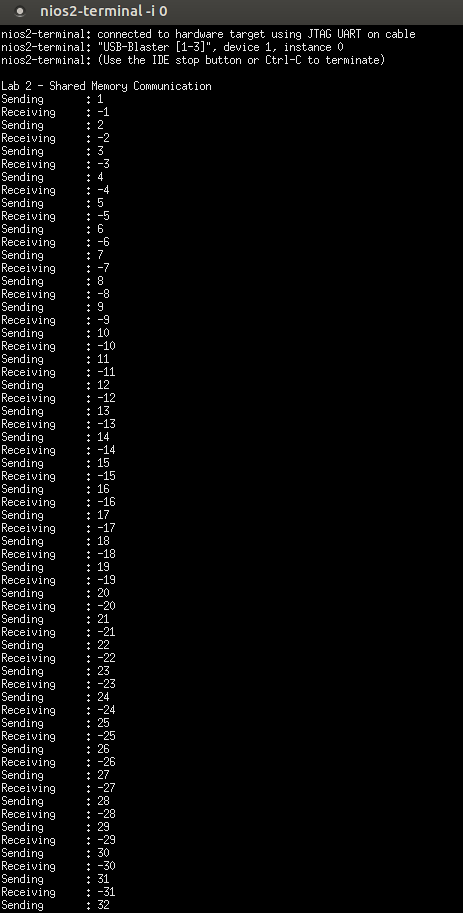 nios2-terminal -i 0
nios2-terminal: connected to hardware target using JTAG UART on cable
nios2-terminal: "USB-Blaster [1-3]", device 1, instance 0
nios2-terminal: (Use the IDE stop button or Ctrl-C to terminate)
Lab 2 - Shared Memory Communication
Sending : 1
Receiving : -1
Sending : 2
Receiving : -2
Sending : 3
Receiving : -3
Sending : 4
Receiving : -4
Sending : 5
Receiving : -5
Sending : 6
Receiving : -6
Sending : 7
Receiving : -7
Sending : 8
Receiving : -8
Sending : 9
Receiving : -9
Sending : 10
Receiving : -10
Sending : 11
Receiving : -11
Sending : 12
Receiving : -12
Sending : 13
Receiving : -13
Sending : 14
Receiving : -14
Sending : 15
Receiving : -15
Sending : 16
Receiving : -16
Sending : 17
Receiving : -17
Sending : 18
Receiving : -18
Sending : 19
Receiving : -19
Sending : 20
Receiving : -20
Sending : 21
Receiving : -21
Sending : 22
Receiving : -22
Sending : 23
Receiving : -23
Sending : 24
Receiving : -24
Sending : 25
Receiving : -25
Sending : 26
Receiving : -26
Sending : 27
Receiving : -27
Sending : 28
Receiving : -28
Sending : 29
Receiving : -29
Sending : 30
Receiving : -30
Sending : 31
Receiving : -31
Sending : 32